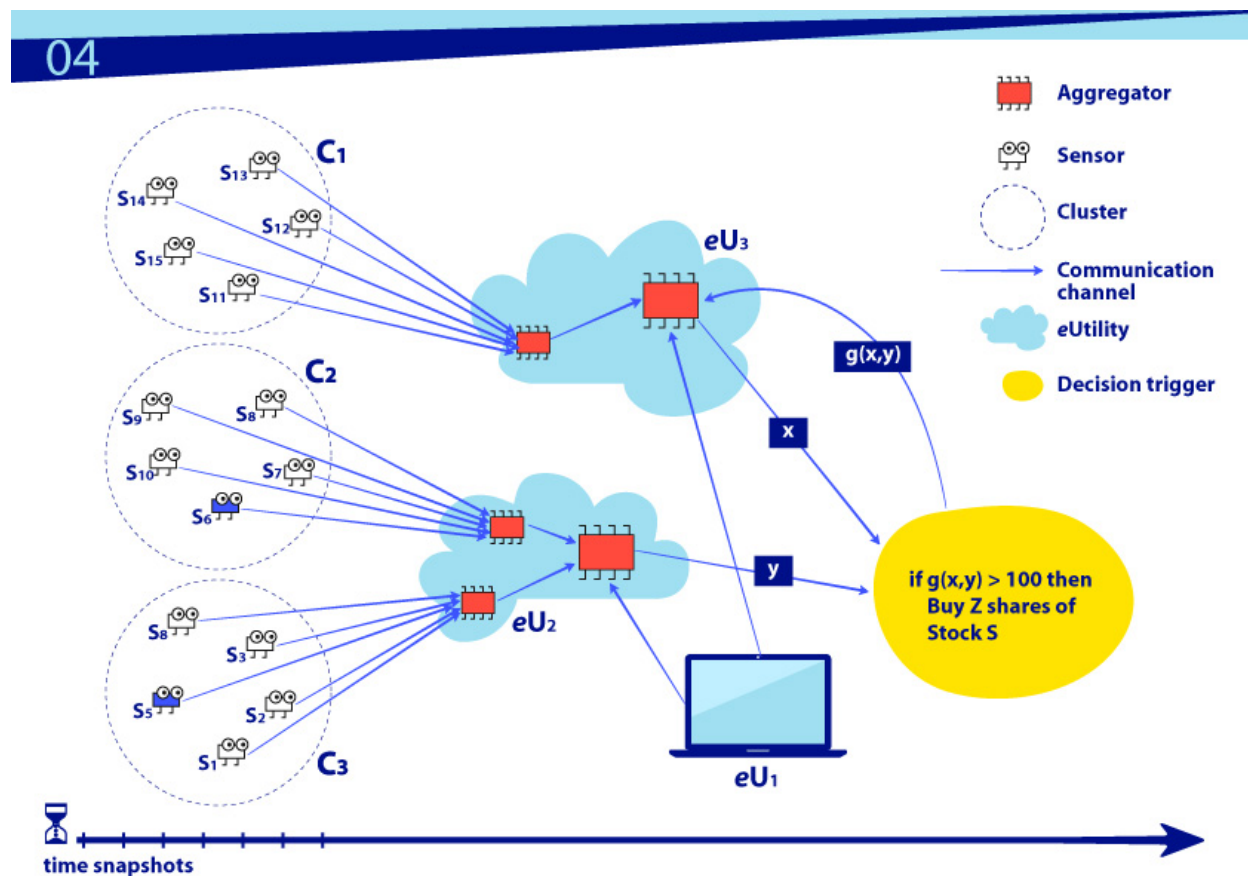 04
Aggregator
Sensor
Cluster
Communication
channel
eUtility
Decision trigger
C1
S13
S14
S12
S15
S11
eU3
g(x,y)
x
C2
S9
S8
S10
S7
S6
y
if g(x,y) > 100 then
Buy Z shares of
Stock S
eU2
S8
S3
S5
S2
S1
C3
eU1
time snapshots